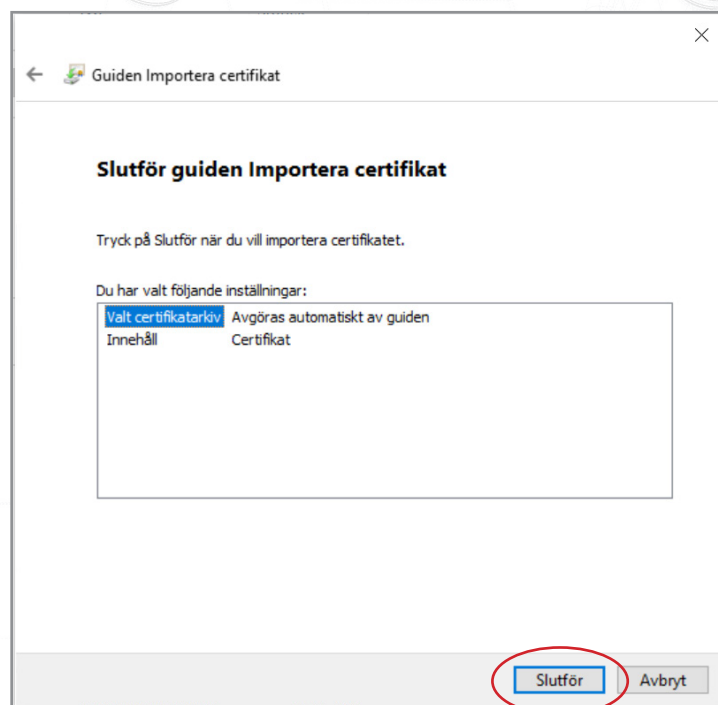 Guiden Importera certifikat
Slutför guiden Importera certifikat
Tryck på Slutför när du vill importera certifikatet.
Du har valt följande inställningar:
Valt certifikatarkiv Avgöras automatiskt av guiden
Innehåll Certifikat
Slutför Avbryt